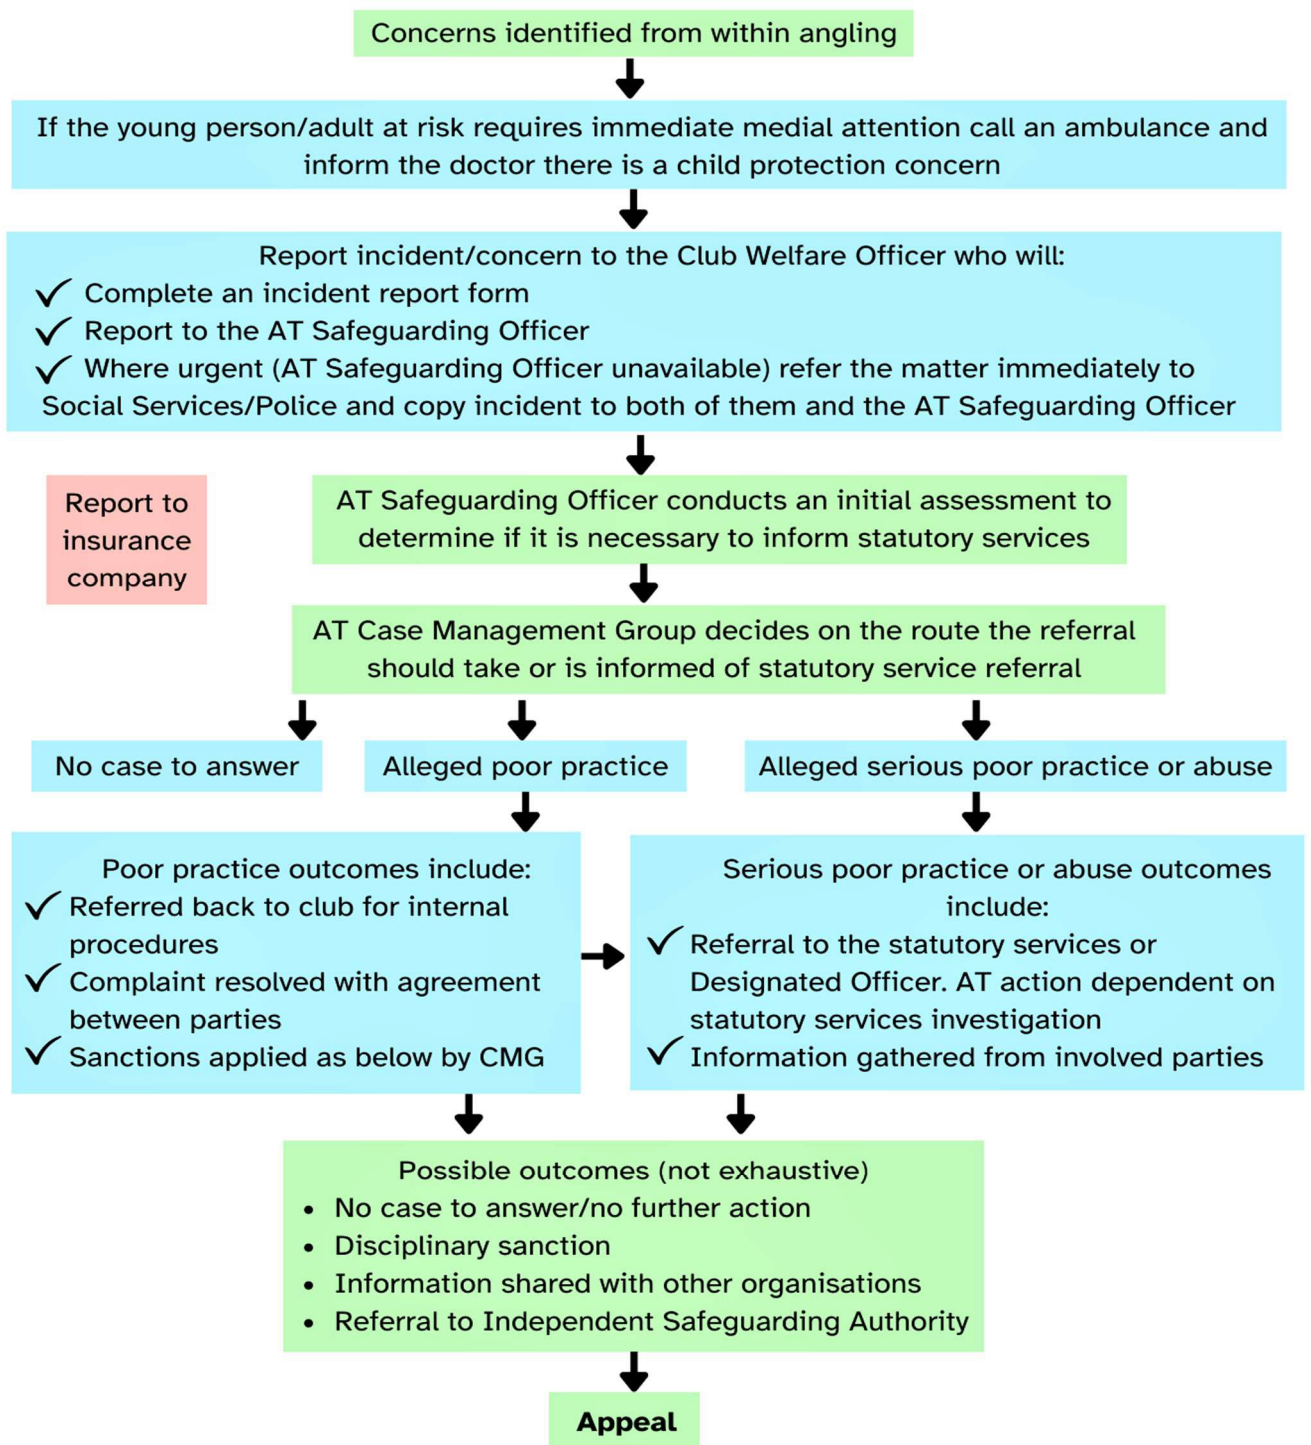 Concerns identified from within angling
If the young person/adult at risk requires immediate medial attention call an ambulance and
inform the doctor there is a child protection concern
Report incident/concern to the Club Welfare Officer who will:
✓ Complete an incident report form
✓ Report to the AT Safeguarding Officer
✓ Where urgent (AT Safeguarding Officer unavailable) refer the matter immediately to
Social Services/Police and copy incident to both of them and the AT Safeguarding Officer
Report to
insurance
company
AT Safeguarding Officer conducts an initial assessment to
determine if it is necessary to inform statutory services
AT Case Management Group decides on the route the referral
should take or is informed of statutory service referral
No case to answer
Alleged poor practice
Alleged serious poor practice or abuse
Poor practice outcomes include:
✓ Referred back to club for internal
procedures
✓ Complaint resolved with agreement
between parties
✓ Sanctions applied as below by CMG
Serious poor practice or abuse outcomes
include:
✓ Referral to the statutory services or
Designated Officer. AT action dependent on
statutory services investigation
✓ Information gathered from involved parties
Possible outcomes (not exhaustive)
• No case to answer/no further action
• Disciplinary sanction
• Information shared with other organisations
• Referral to Independent Safeguarding Authority
Appeal